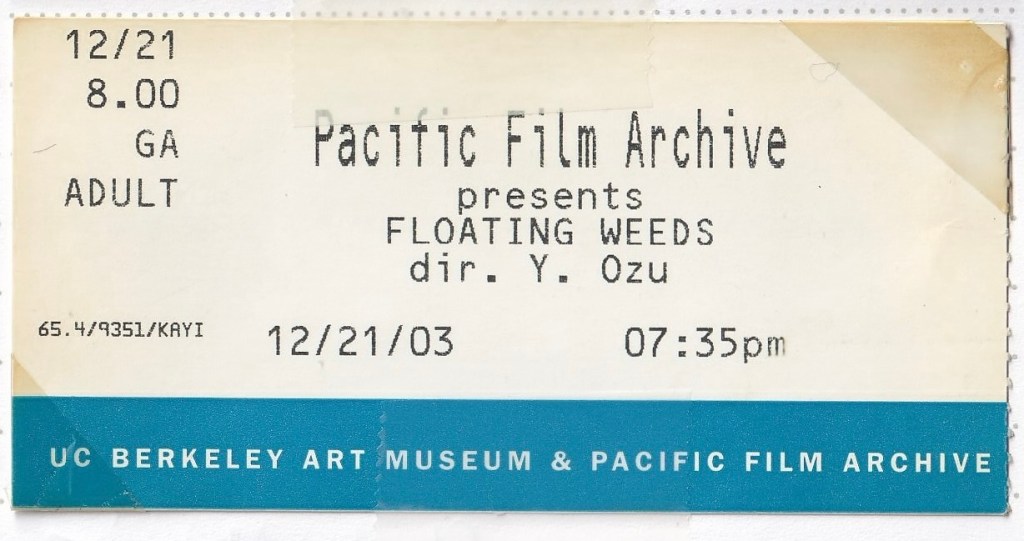 12/21
8.00
GA
ADULT
Pacific Film Archive
presents
FLOATING WEEDS
dir. Y. Ozu
65.4/9351/KAYI
12/21/03 07:35pm
UC BERKELEY ART MUSEUM & PACIFIC FILM ARCHIVE